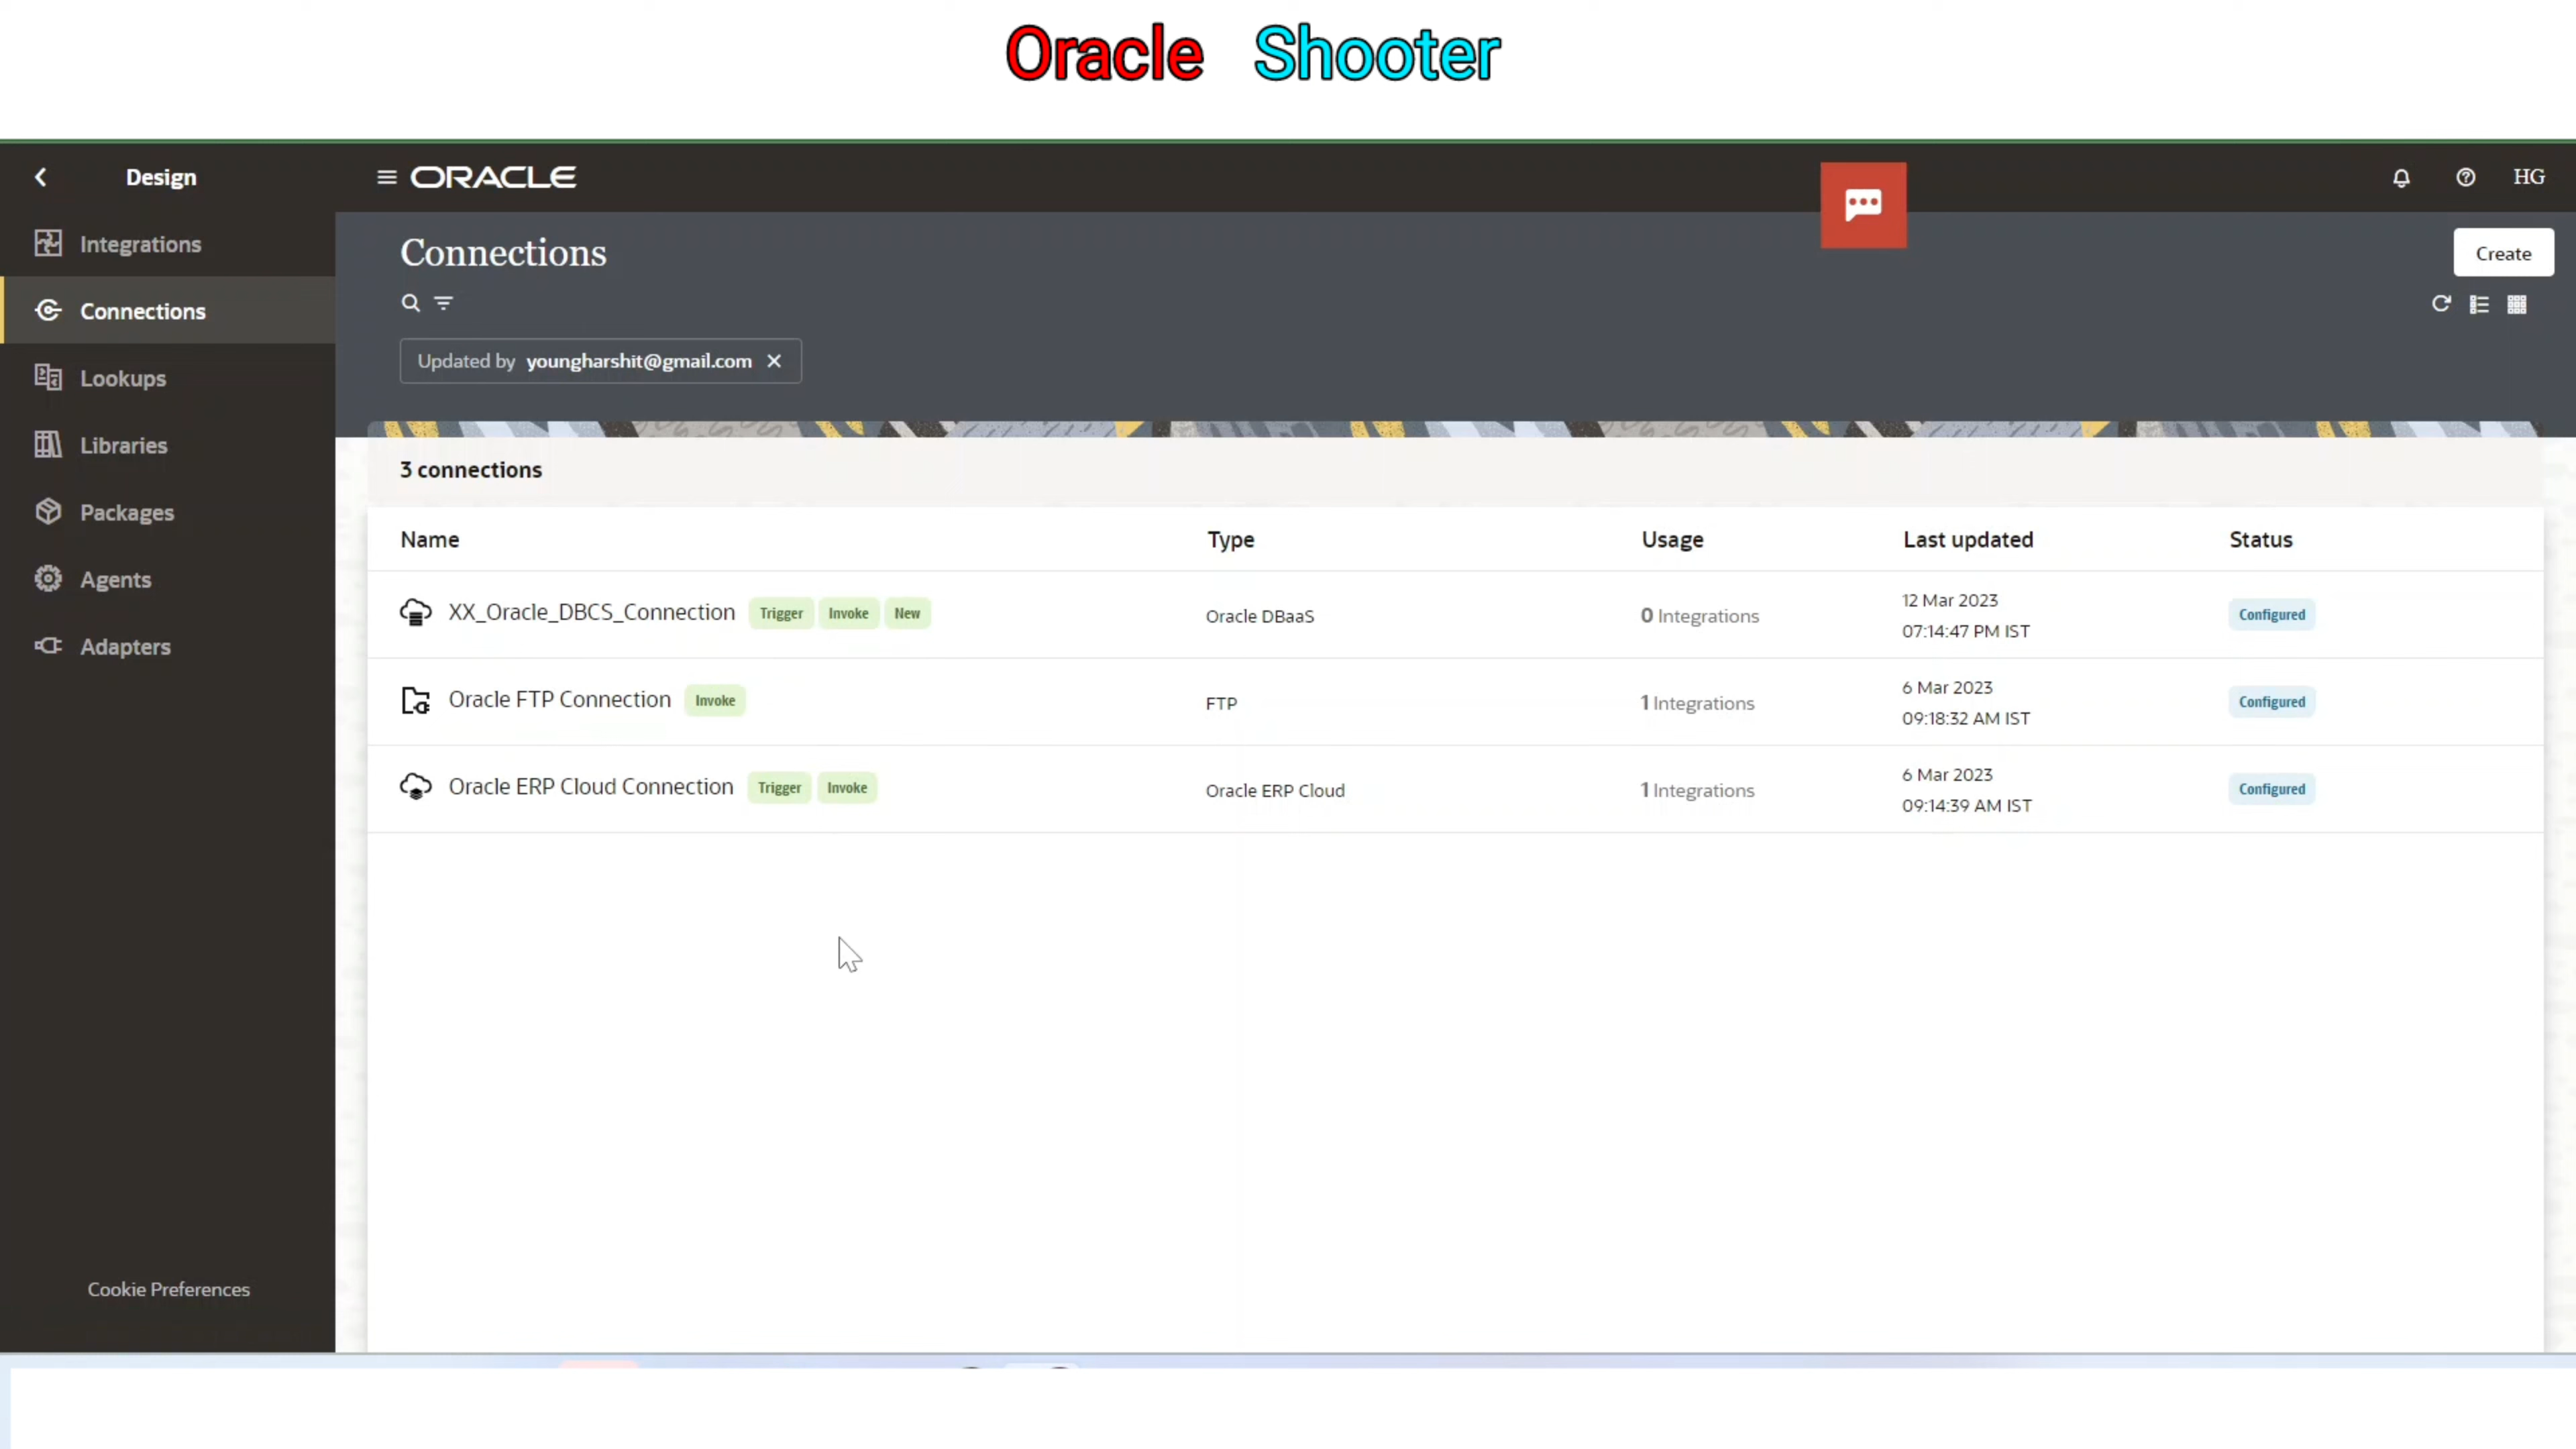 Oracle Shooter
Design
ORACLE
HG
Integrations
Connections
Lookups
Libraries
Packages
Agents
Adapters
Cookie Preferences
Connections
Create
Updated by youngharshit@gmail.com
3 connections
Name Type Usage Last updated Status
XX_Oracle_DBCS_Connection Trigger Invoke New Oracle DBaaS 0 Integrations 12 Mar 2023 Configured
07:14:47 PM IST
Oracle FTP Connection Invoke FTP 1 Integrations 6 Mar 2023 Configured
09:18:32 AM IST
Oracle ERP Cloud Connection Trigger Invoke Oracle ERP Cloud 1 Integrations 6 Mar 2023 Configured
09:14:39 AM IST